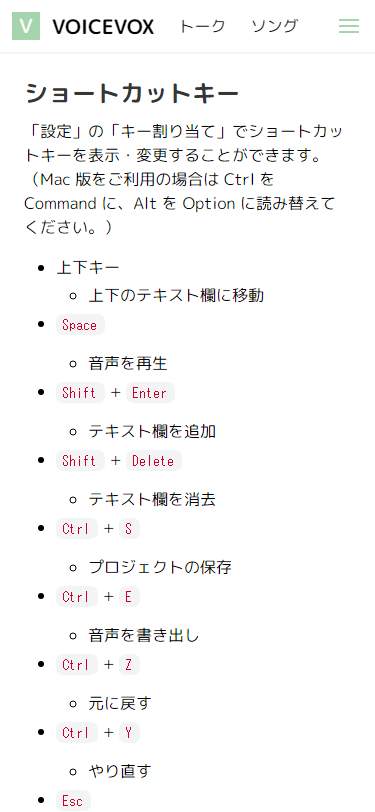 V VOICEVOX トーク ソング
ショートカットキー
「設定」の「キー割り当て」でショートカッ
トキーを表示・変更することができます。
（Mac 版をご利用の場合は Ctrl を
Command に、Alt を Option に読み替えて
ください。）
上下キー
上下のテキスト欄に移動
Space
音声を再生
Shift + Enter
テキスト欄を追加
Shift + Delete
テキスト欄を消去
Ctrl + S
プロジェクトの保存
Ctrl + E
音声を書き出し
Ctrl + Z
元に戻す
Ctrl + Y
やり直す
Esc